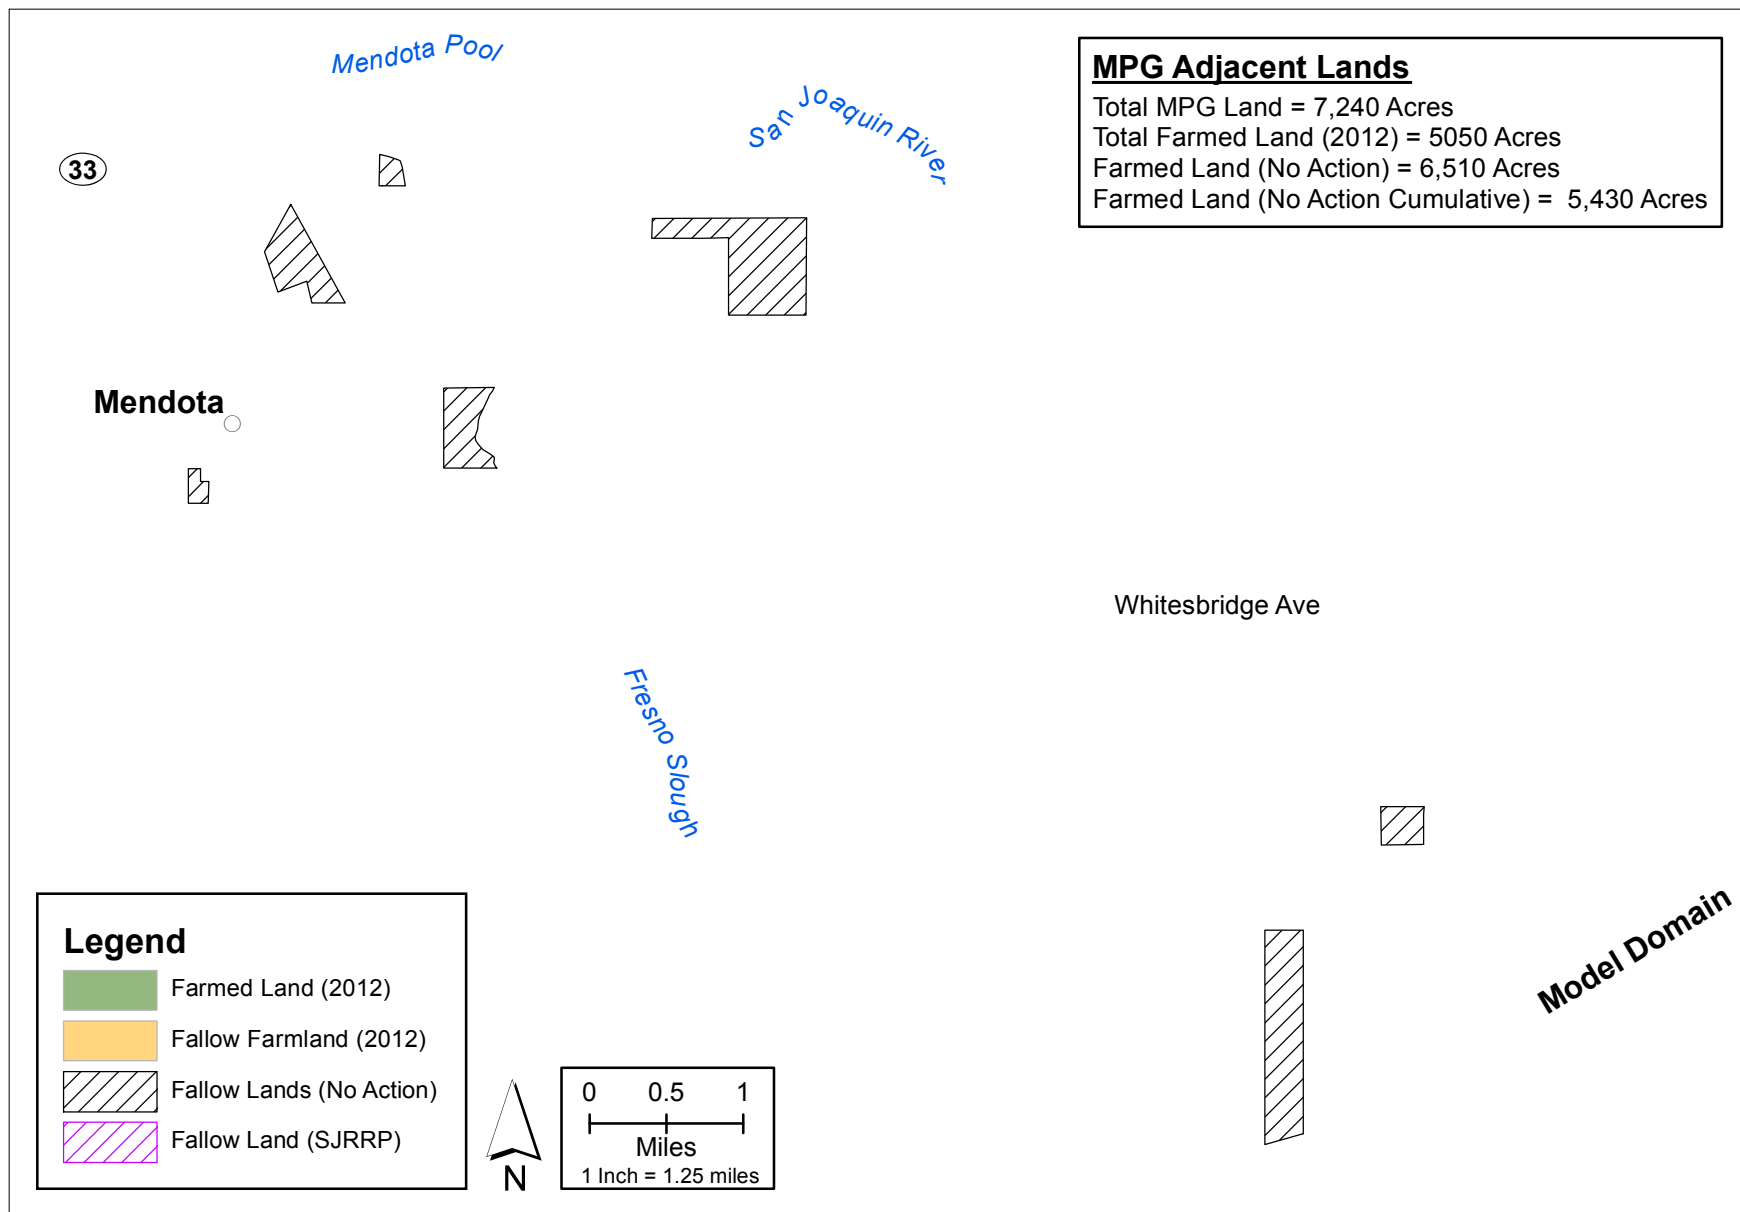 Mendota Pool
San Joaquin River
MPG Adjacent Lands
Total MPG Land = 7,240 Acres
Total Farmed Land (2012) = 5050 Acres
Farmed Land (No Action) = 6,510 Acres
Farmed Land (No Action Cumulative) =  5,430 Acres
33
Mendota
Whitesbridge Ave
Fresno Slough
Model Domain
Legend
Farmed Land (2012)
Fallow Farmland (2012)
Fallow Lands (No Action)
Fallow Land (SJRRP)
N
0 0.5 1
Miles
1 Inch = 1.25 miles